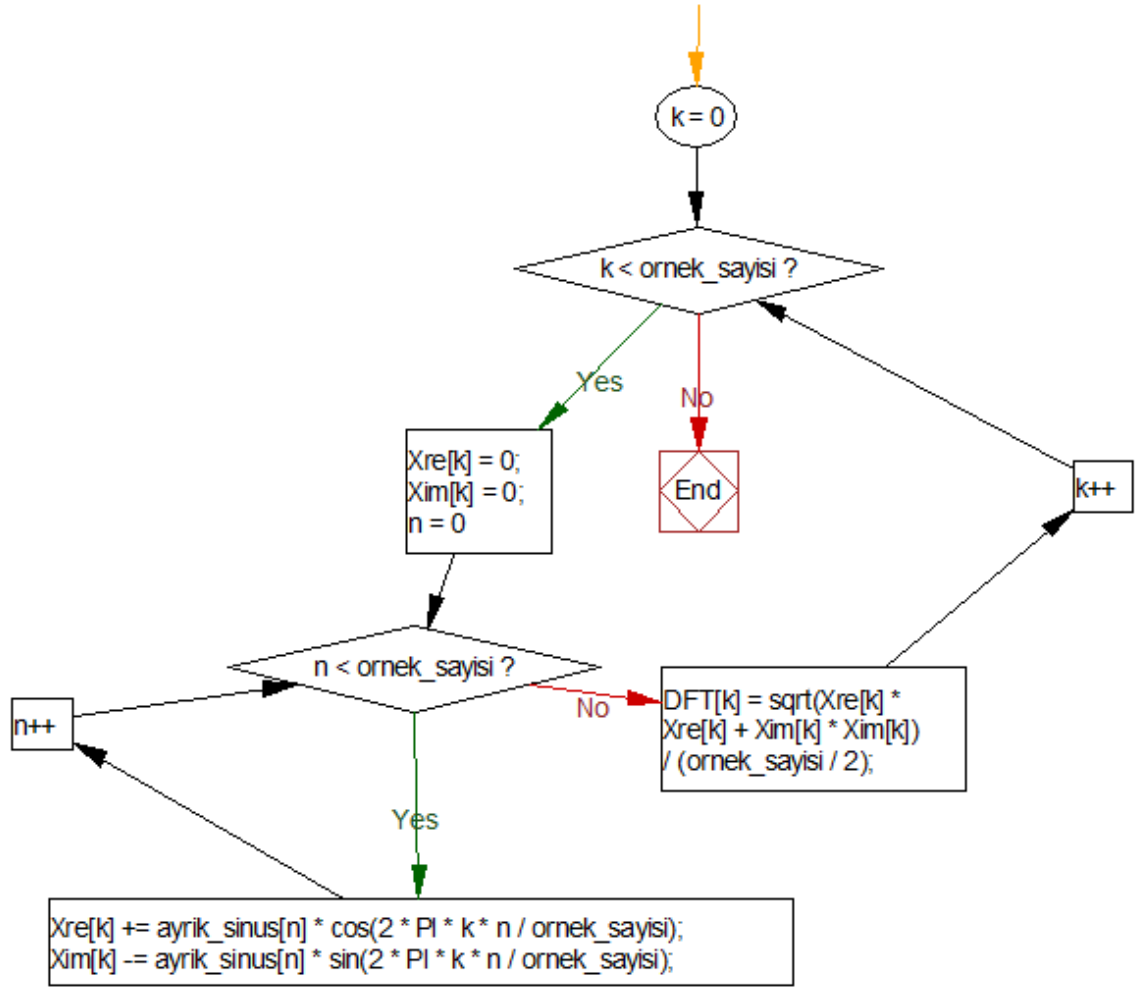 k = 0
k < ornek_sayisi ?
Yes
No
Xre[k] = 0;
Xim[k] = 0;
n = 0
End
k++
n < ornek_sayisi ?
No
DFT[k] = sqrt(Xre[k] *
Xre[k] + Xim[k] * Xim[k])
/ (ornek_sayisi / 2);
n++
Yes
Xre[k] += ayrik_sinus[n] * cos(2 * PI * k * n / ornek_sayisi);
Xim[k] -= ayrik_sinus[n] * sin(2 * PI * k * n / ornek_sayisi);